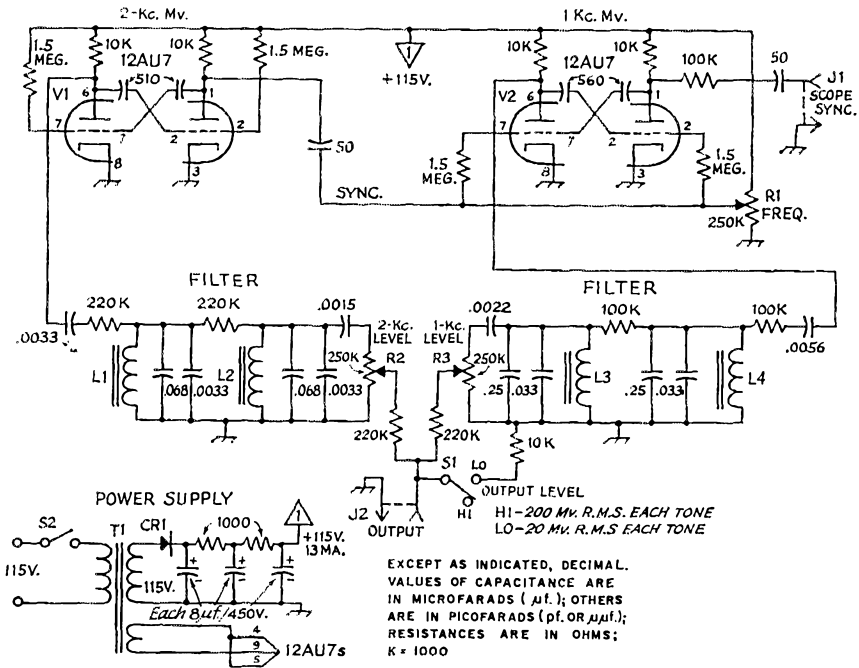 2-Kc. Mv.
1 Kc. Mv.
1.5 MEG.
10K
10K
1.5 MEG.
1
+115V.
10K
10K
100K
50
J1
SCOPE SYNC.
12AU7
510
12AU7
560
V1
6
1
7
7
2
2
8
3
V2
6
1
7
7
2
2
8
3
50
SYNC.
1.5 MEG.
1.5 MEG.
R1
FREQ.
250K
FILTER
FILTER
220K
220K
.0015
2-Kc. LEVEL
.0022
1-Kc. LEVEL
100K
100K
.0033
.0056
250K
R2
R3
250K
L1
.068
.0033
L2
.068
.0033
.25
.033
L3
.25
.033
L4
220K
220K
10K
S1
LO
HI
OUTPUT LEVEL
HI-200 Mv. R.M.S. EACH TONE
LO-20 Mv. R.M.S. EACH TONE
J2
OUTPUT
POWER SUPPLY
S2
T1
CR1
1000
1
+115V.
13 MA.
115V.
115V.
+
+
+
Each 8 µf./450V.
4
9
5
12AU7s
EXCEPT AS INDICATED, DECIMAL.
VALUES OF CAPACITANCE ARE
IN MICROFARADS ( µf. ); OTHERS
ARE IN PICOFARADS ( pf. OR µµf.);
RESISTANCES ARE IN OHMS;
K = 1000